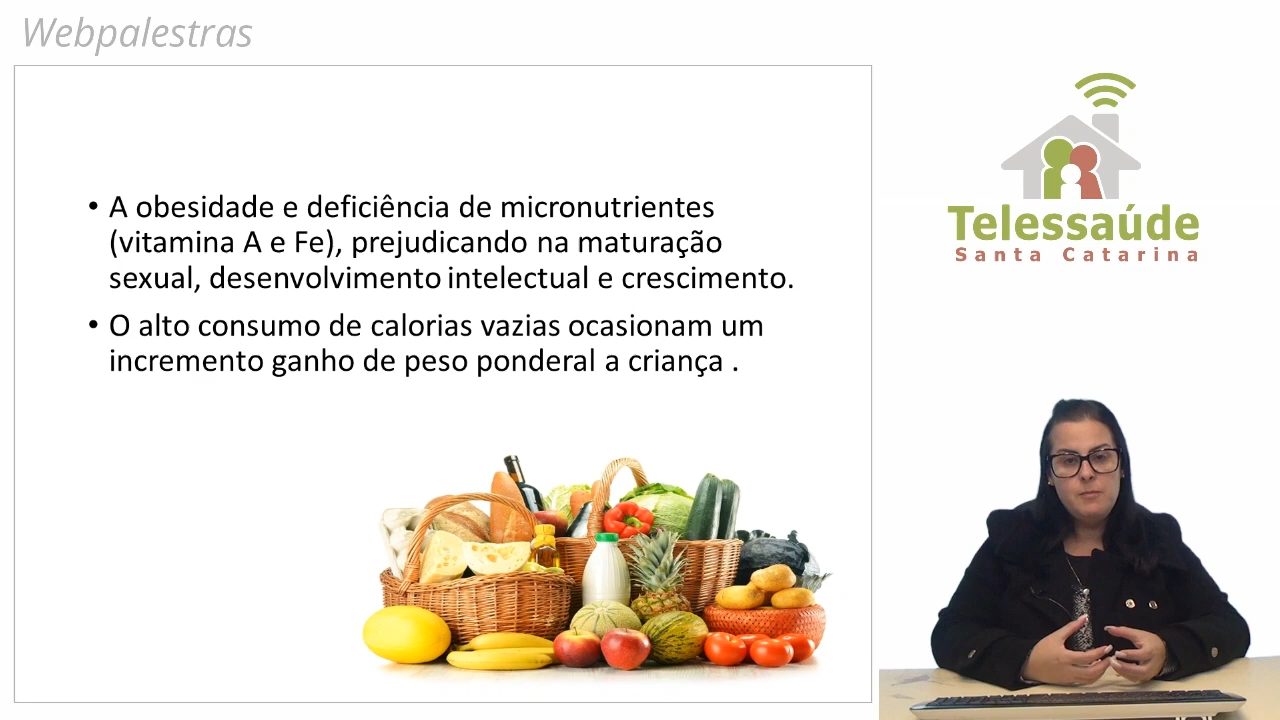 Webpalestras
• A obesidade e deficiência de micronutrientes
(vitamina A e Fe), prejudicando na maturação
sexual, desenvolvimento intelectual e crescimento.
• O alto consumo de calorias vazias ocasionam um
incremento ganho de peso ponderal a criança .
Telessaúde
Santa Catarina